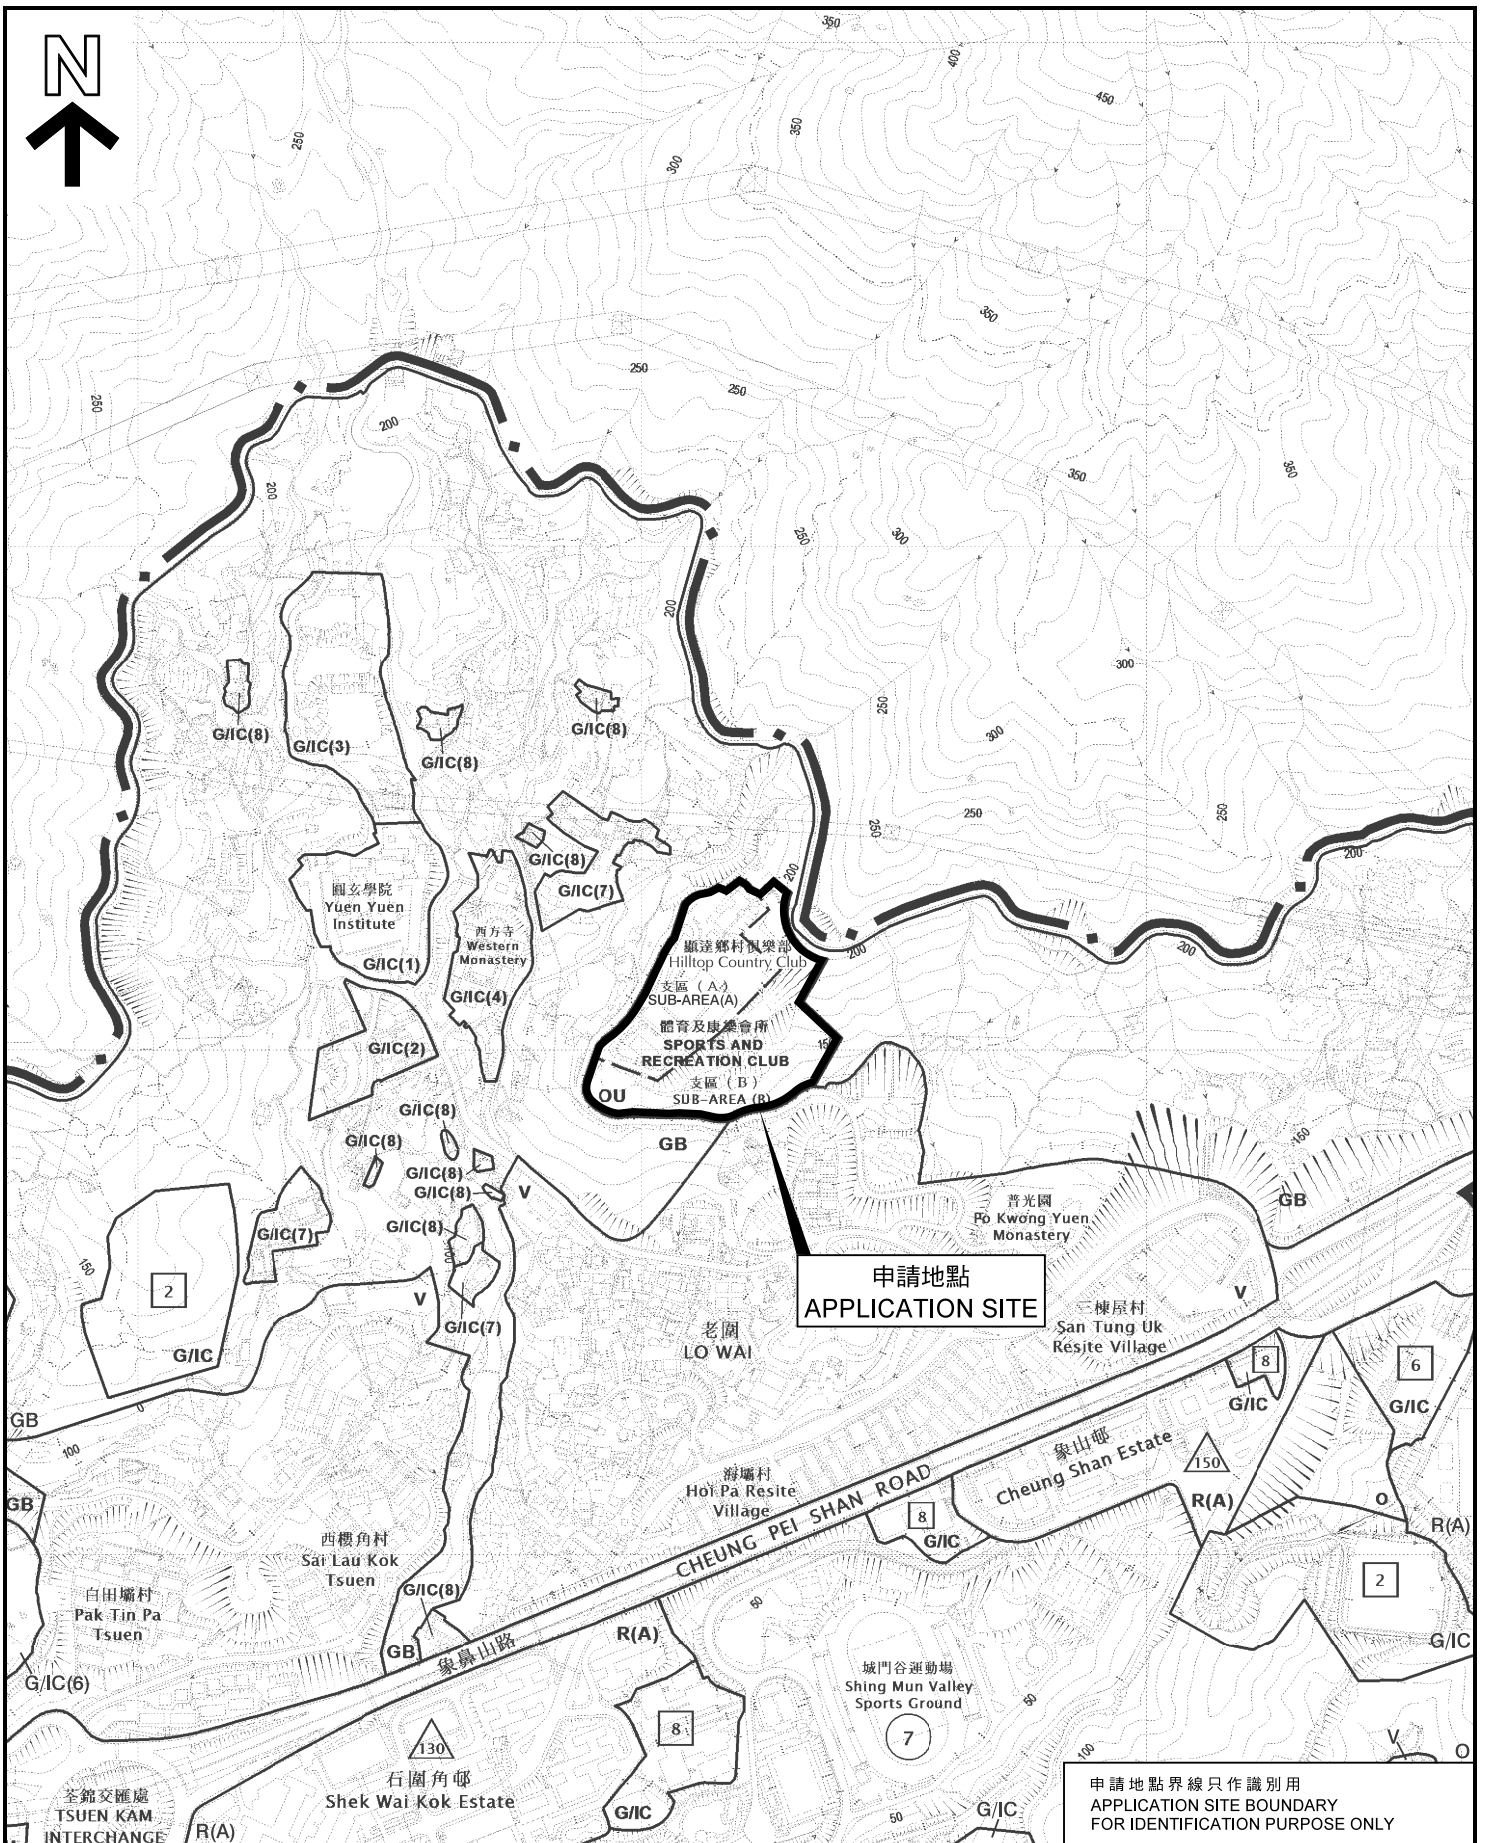 N
350
400
450
250
350
300
350
250
250
250
200
200
350
350
250
300
200
300
250
G/IC(8)
G/IC(3)
G/IC(8)
G/IC(8)
300
250
250
250
G/IC(8)
G/IC(7)
200
200
圓玄學院
Yuen Yuen
Institute
G/IC(1)
西方寺
Western
Monastery
G/IC(4)
顯達鄉村俱樂部
Hilltop Country Club
支區（A）
SUB-AREA(A)
體育及康樂會所
SPORTS AND
RECREATION CLUB
支區（B）
SUB-AREA (B)
OU
200
200
G/IC(2)
G/IC(8)
G/IC(8)
G/IC(8)
G/IC(8)
V
GB
150
G/IC(8)
100
G/IC(7)
G/IC(7)
150
2
G/IC
V
普光園
Po Kwong Yuen
Monastery
GB
申請地點
APPLICATION SITE
三棟屋村
San Tung Uk
Resite Village
V
老圍
LO WAI
8
G/IC
6
G/IC
GB
100
GB
海壩村
Hoi Pa Resite
Village
CHEUNG PEI SHAN ROAD
象山邨
Cheung Shan Estate
150
R(A)
O
R(A)
8
G/IC
西樓角村
Sai Lau Kok
Tsuen
G/IC(8)
GB
象鼻山路
白田壩村
Pak Tin Pa
Tsuen
G/IC(6)
R(A)
50
2
G/IC
城門谷運動場
Shing Mun Valley
Sports Ground
7
50
8
G/IC
130
石圍角邨
Shek Wai Kok Estate
荃錦交匯處
TSUEN KAM
INTERCHANGE
R(A)
50
100
G/IC
V
O
申請地點界線只作識別用
APPLICATION SITE BOUNDARY
FOR IDENTIFICATION PURPOSE ONLY